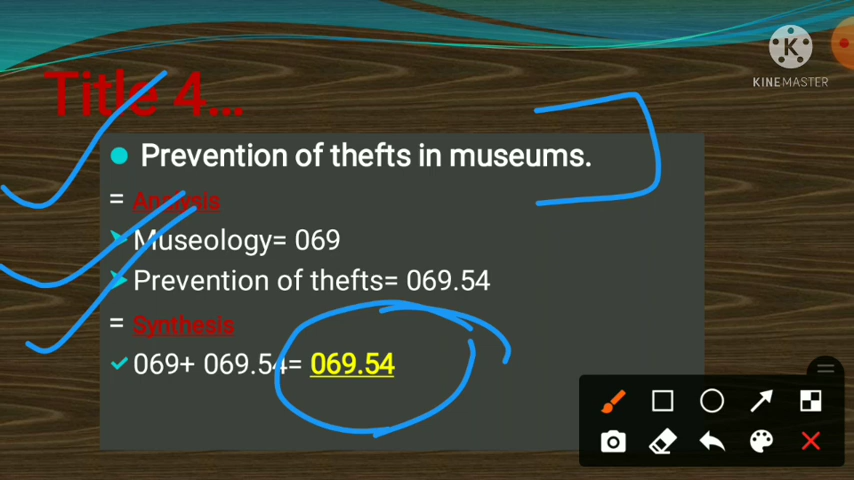 KINEMASTER
Title 4...
Prevention of thefts in museums.
= Analysis
Museology= 069
Prevention of thefts= 069.54
= Synthesis
069+ 069.54= 069.54